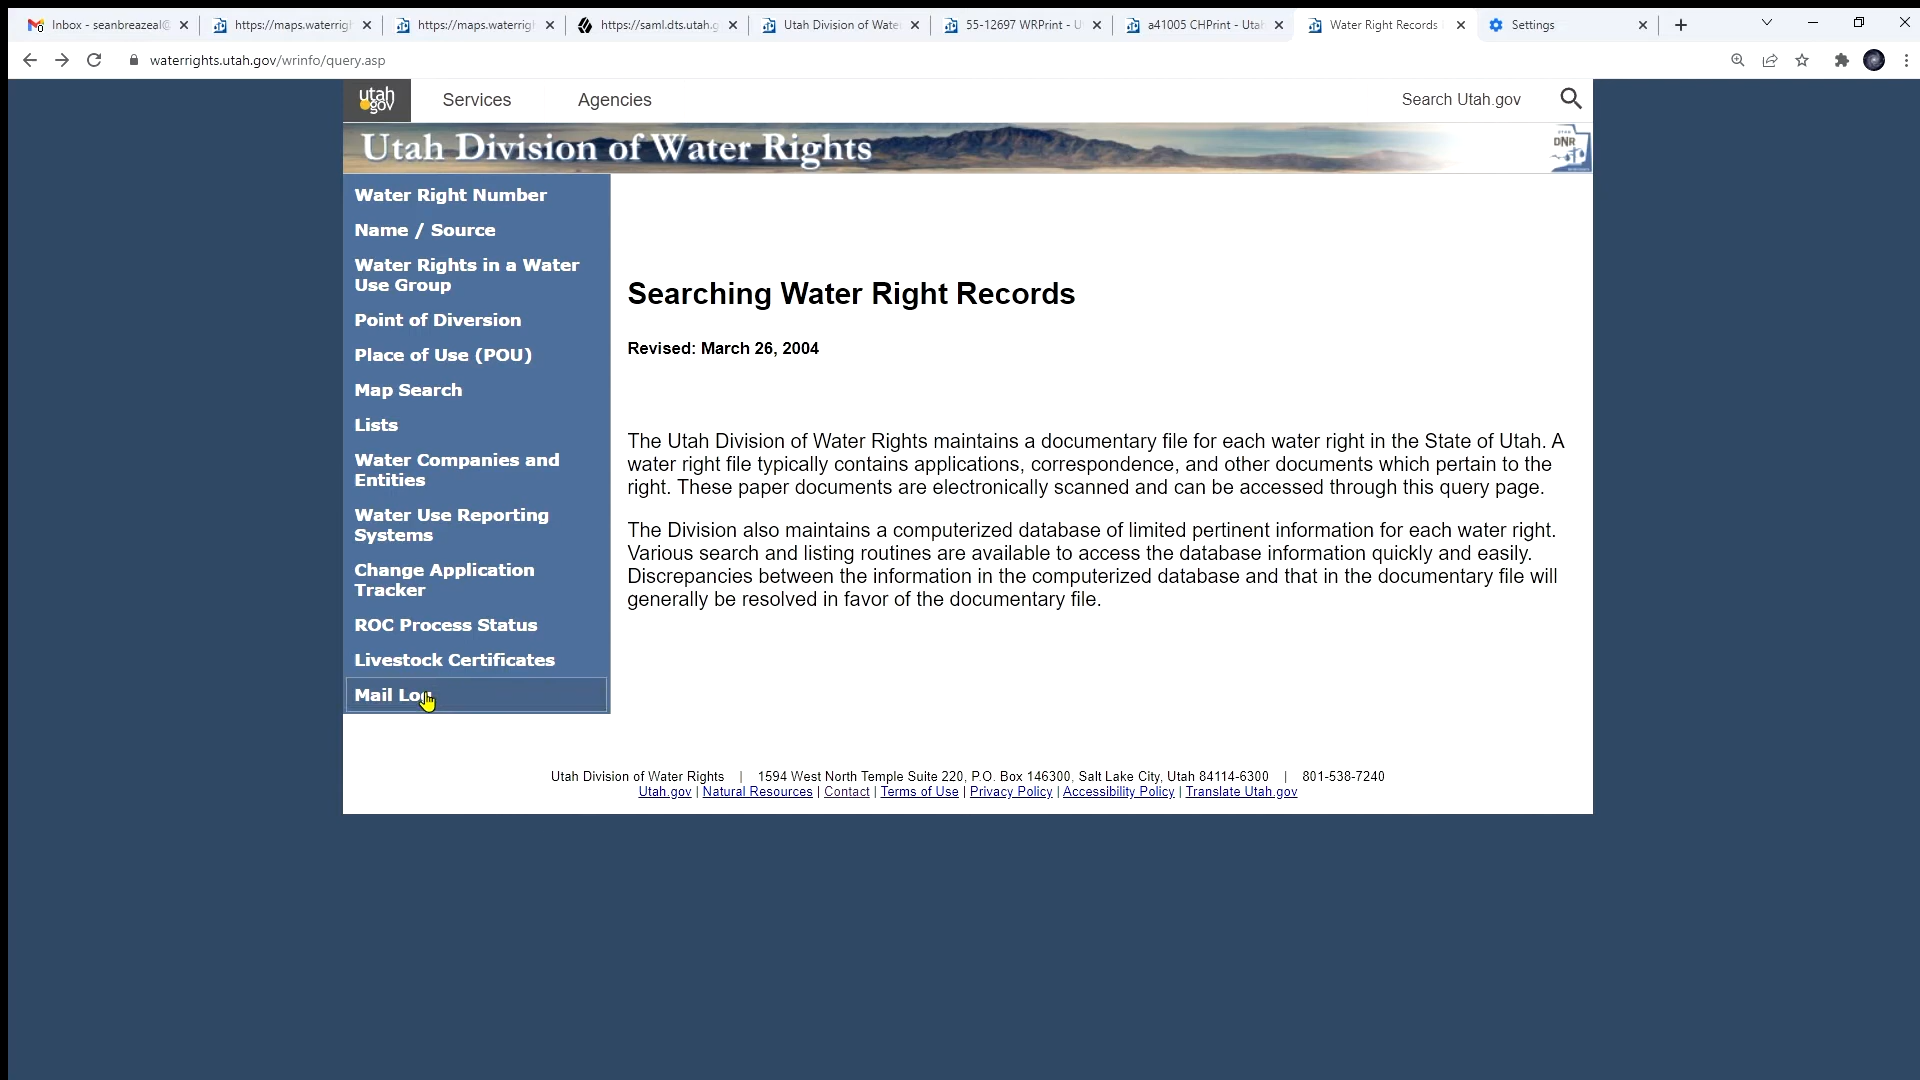 Inbox - seanbreazeal@
https://maps.waterrigh
https://maps.waterrigh
https://saml.dts.utah.g
Utah Division of Water
55-12697 WRPrint - U
a41005 CHPrint - Utah
Water Right Records
Settings
waterrights.utah.gov/wrinfo/query.asp
utah gov
Services
Agencies
Search Utah.gov
Utah Division of Water Rights
UTAH
DNR
Water Right Number
Name / Source
Water Rights in a Water
Use Group
Point of Diversion
Place of Use (POU)
Map Search
Lists
Water Companies and
Entities
Water Use Reporting
Systems
Change Application
Tracker
ROC Process Status
Livestock Certificates
Mail Log
Searching Water Right Records
Revised: March 26, 2004
The Utah Division of Water Rights maintains a documentary file for each water right in the State of Utah. A
water right file typically contains applications, correspondence, and other documents which pertain to the
right. These paper documents are electronically scanned and can be accessed through this query page.
The Division also maintains a computerized database of limited pertinent information for each water right.
Various search and listing routines are available to access the database information quickly and easily.
Discrepancies between the information in the computerized database and that in the documentary file will
generally be resolved in favor of the documentary file.
Utah Division of Water Rights | 1594 West North Temple Suite 220, P.O. Box 146300, Salt Lake City, Utah 84114-6300 | 801-538-7240
Utah.gov | Natural Resources | Contact | Terms of Use | Privacy Policy | Accessibility Policy | Translate Utah.gov